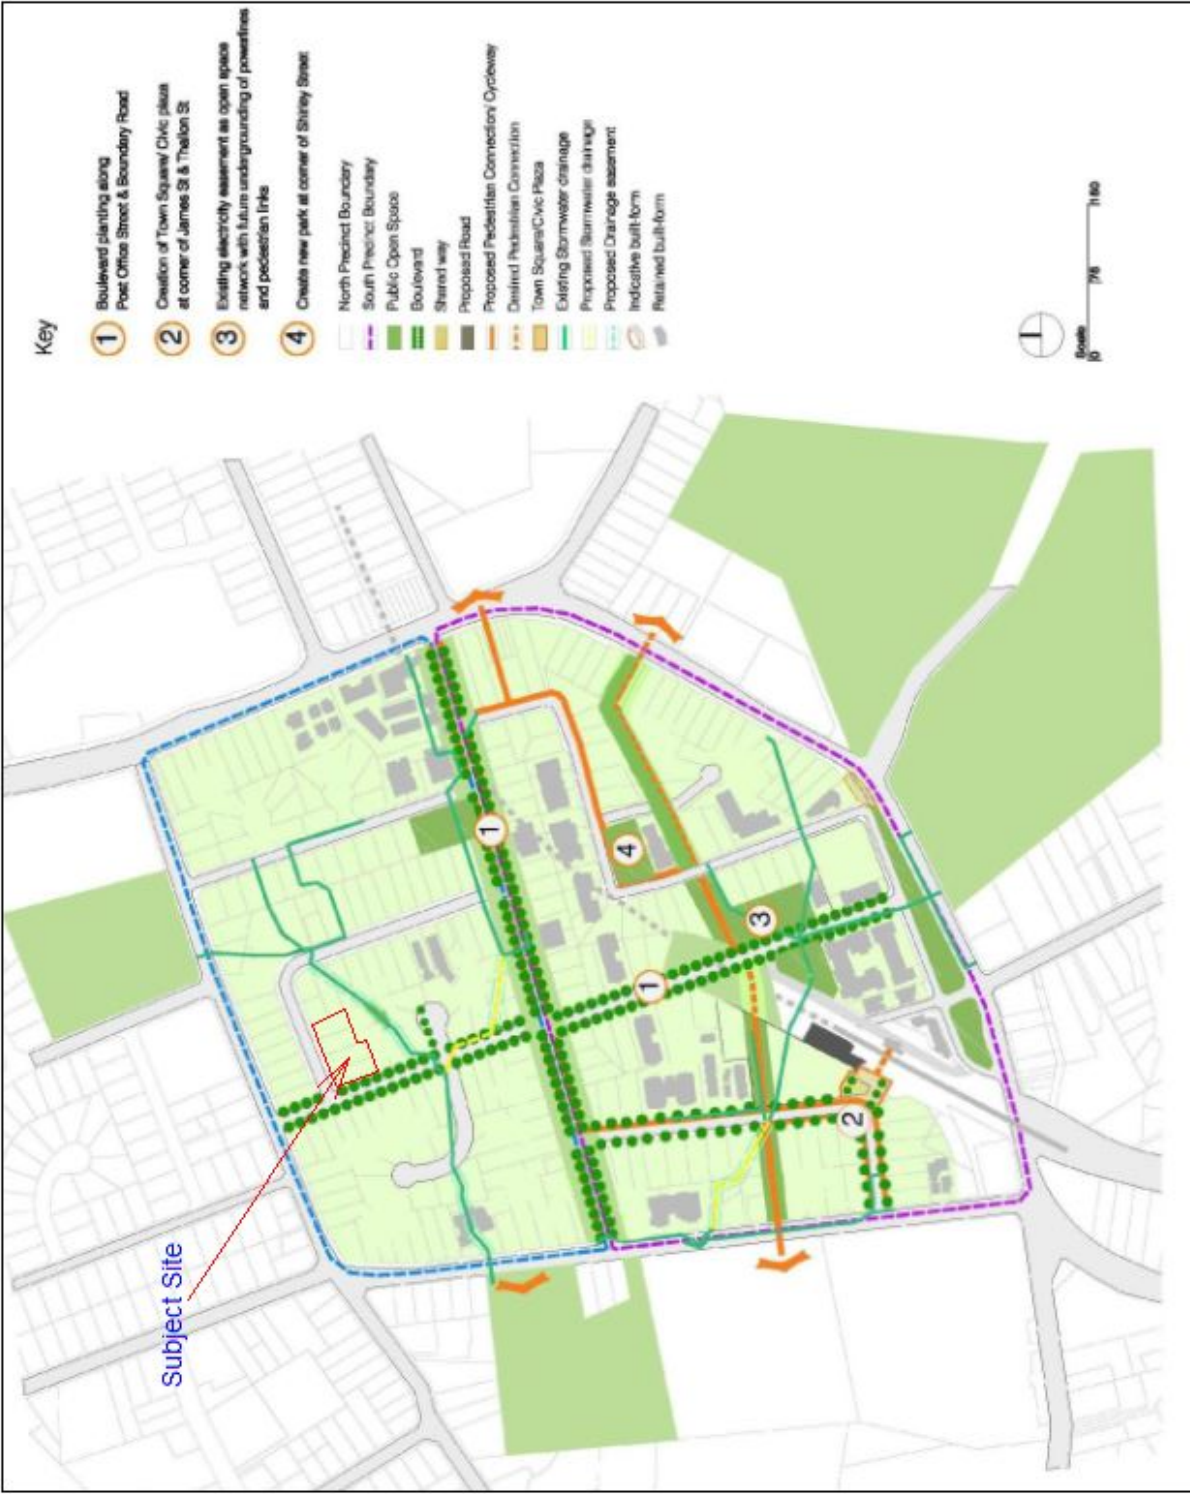 Key
1
Boulevard planting along
Post Office Street & Boundary Road
2
Creation of Town Square/ Civic plaza
at corner of James St & Thallon St
3
Existing electricity easement as open space
network with future undergrounding of powerlines
and pedestrian links
4
Create new park at corner of Shirley Street
North Precinct Boundary
South Precinct Boundary
Public Open Space
Boulevard
Shared way
Proposed Road
Proposed Pedestrian Connection/ Cycleway
Desired Pedestrian Connection
Town Square/Civic Plaza
Existing Stormwater drainage
Proposed Stormwater drainage
Proposed Drainage easement
Indicative built-form
Retained built-form
Scale
0
75
150
Subject Site
1
1
2
3
4